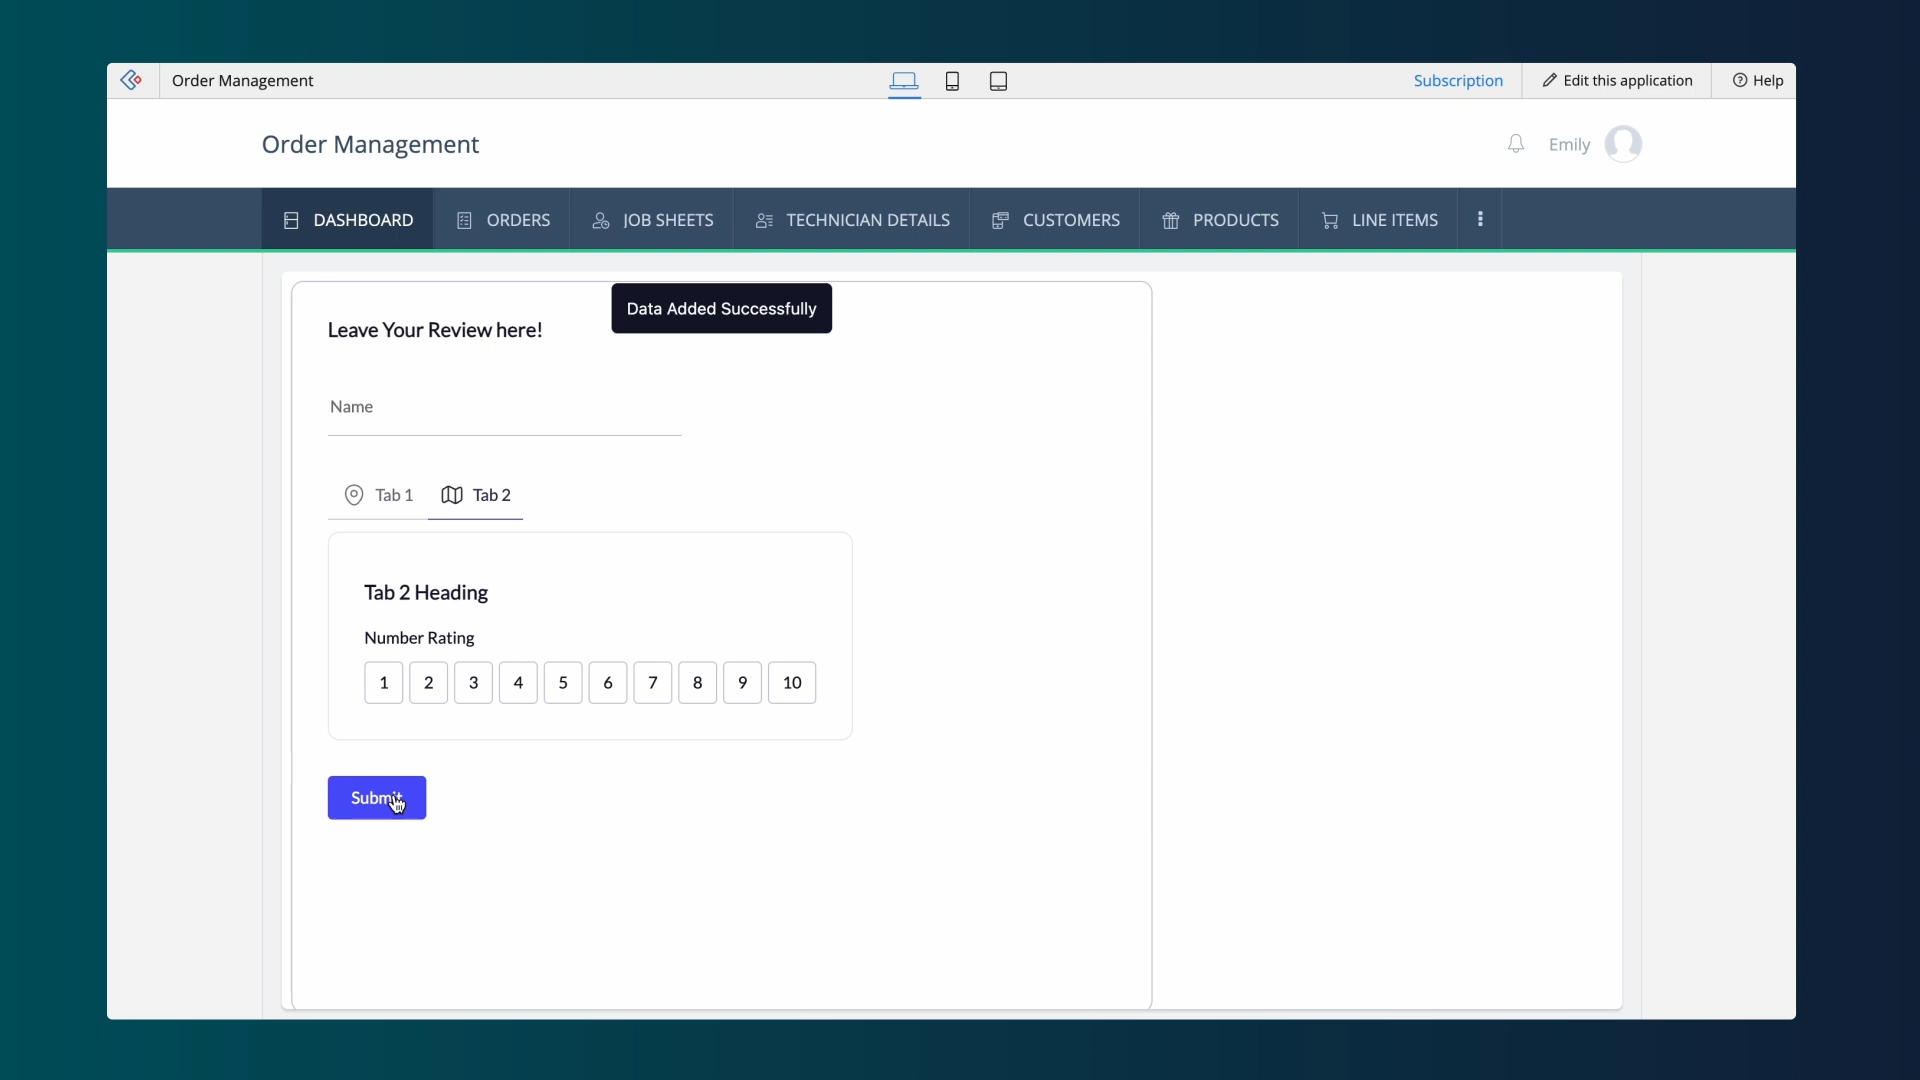 Order Management
Subscription
Edit this application
Help
Order Management
Emily
DASHBOARD
ORDERS
JOB SHEETS
TECHNICIAN DETAILS
CUSTOMERS
PRODUCTS
LINE ITEMS
Data Added Successfully
Leave Your Review here!
Name
Tab 1
Tab 2
Tab 2 Heading
Number Rating
1 2 3 4 5 6 7 8 9 10
Submit